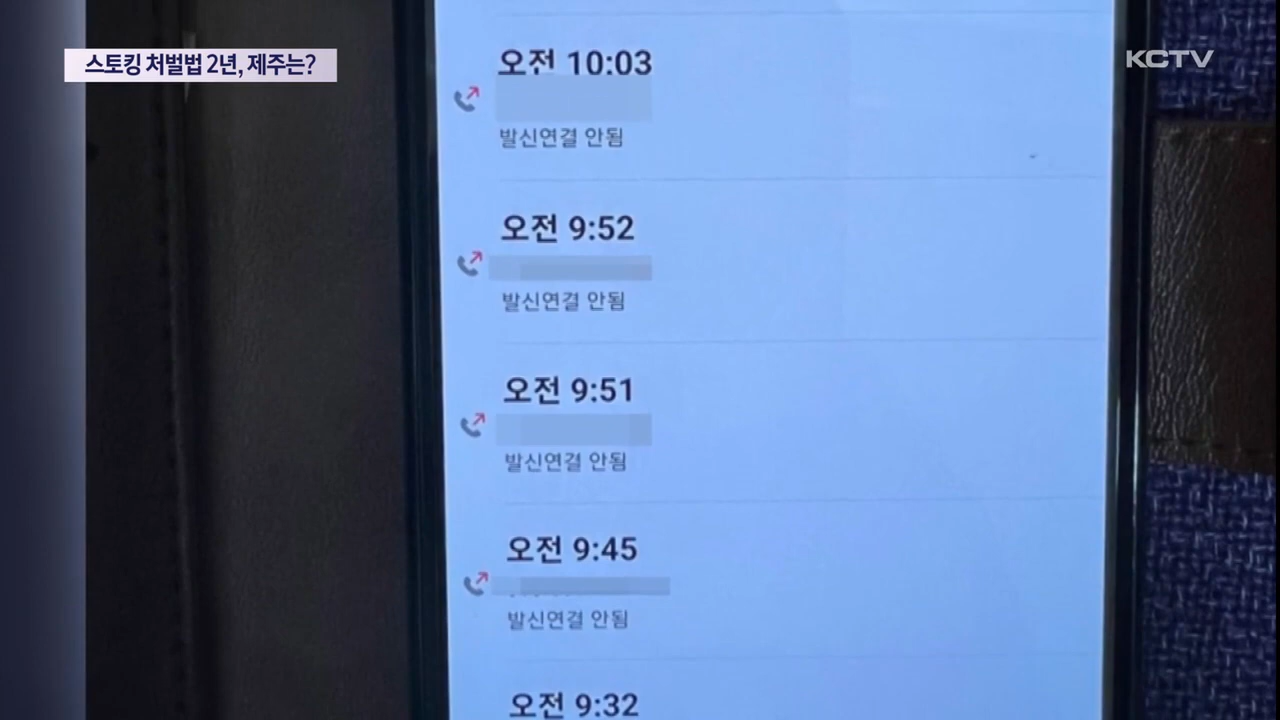 스토킹 처벌법 2년, 제주는?
KCTV
오전 10:03
발신연결 안됨
오전 9:52
발신연결 안됨
오전 9:51
발신연결 안됨
오전 9:45
발신연결 안됨
오전 9:32